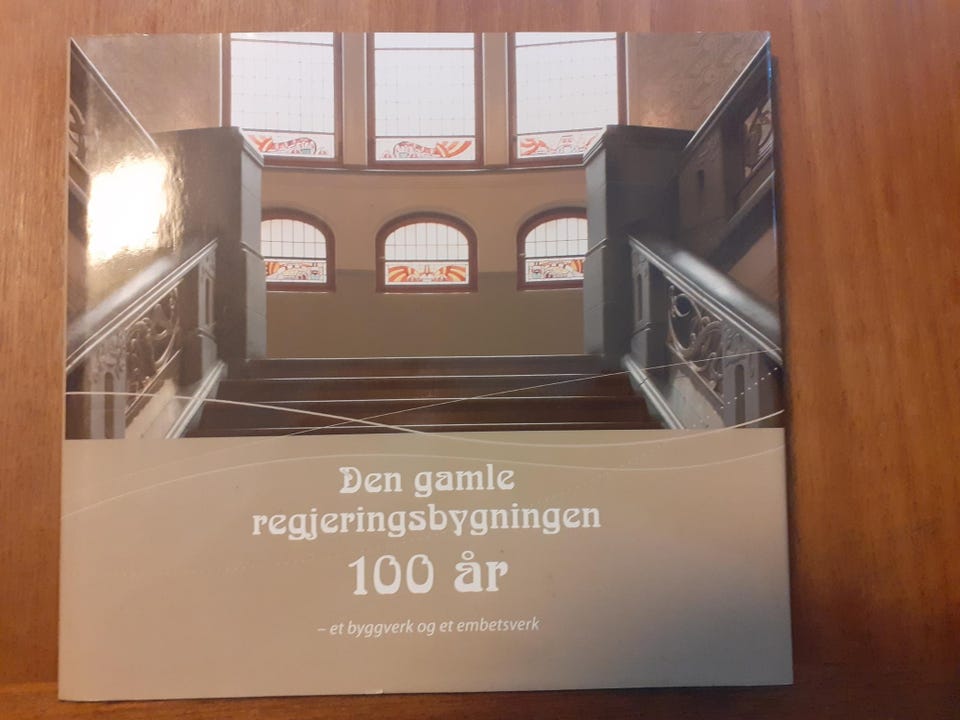 Den gamle
regjeringsbygningen
100 år
– et byggverk og et embetsverk